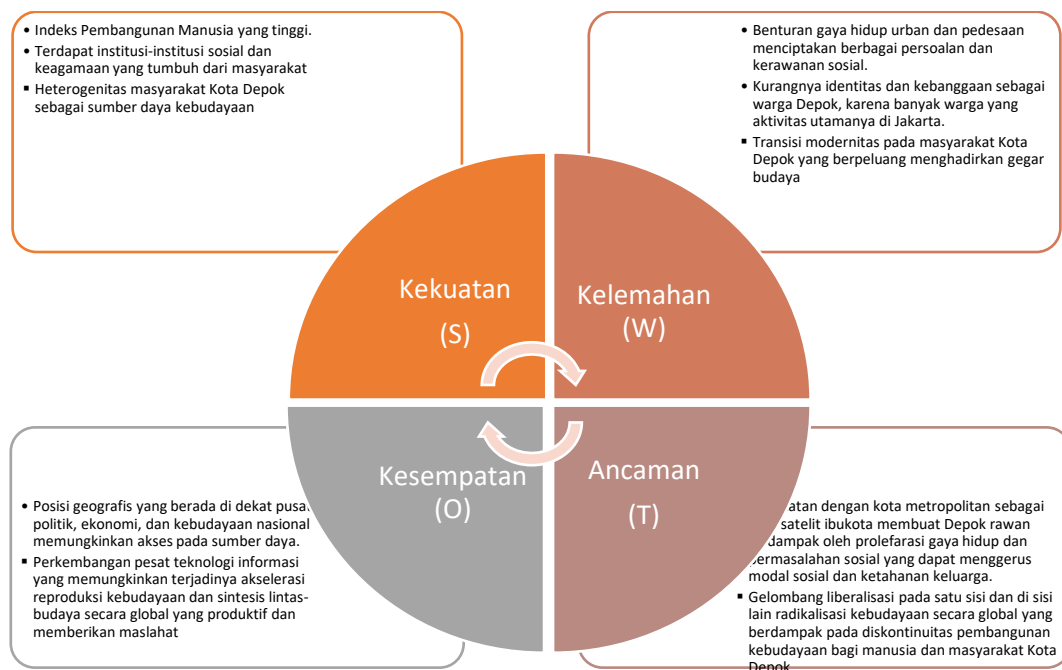 • Indeks Pembangunan Manusia yang tinggi.
• Terdapat institusi-institusi sosial dan
keagamaan yang tumbuh dari masyarakat
▪ Heterogenitas masyarakat Kota Depok
sebagai sumber daya kebudayaan
• Benturan gaya hidup urban dan pedesaan
menciptakan berbagai persoalan dan
kerawanan sosial.
• Kurangnya identitas dan kebanggaan sebagai
warga Depok, karena banyak warga yang
aktivitas utamanya di Jakarta.
▪ Transisi modernitas pada masyarakat Kota
Depok yang berpeluang menghadirkan gegar
budaya
Kekuatan
(S)
Kelemahan
(W)
Kesempatan
(O)
Ancaman
(T)
• Posisi geografis yang berada di dekat pusa
politik, ekonomi, dan kebudayaan nasional
memungkinkan akses pada sumber daya.
▪ Perkembangan pesat teknologi informasi
yang memungkinkan terjadinya akselerasi
reproduksi kebudayaan dan sintesis lintas-
budaya secara global yang produktif dan
memberikan maslahat
atan dengan kota metropolitan sebagai
satelit ibukota membuat Depok rawan
dampak oleh prolefarasi gaya hidup dan
permasalahan sosial yang dapat menggerus
modal sosial dan ketahanan keluarga.
▪ Gelombang liberalisasi pada satu sisi dan di sisi
lain radikalisasi kebudayaan secara global yang
berdampak pada diskontinuitas pembangunan
kebudayaan bagi manusia dan masyarakat Kota
Depok